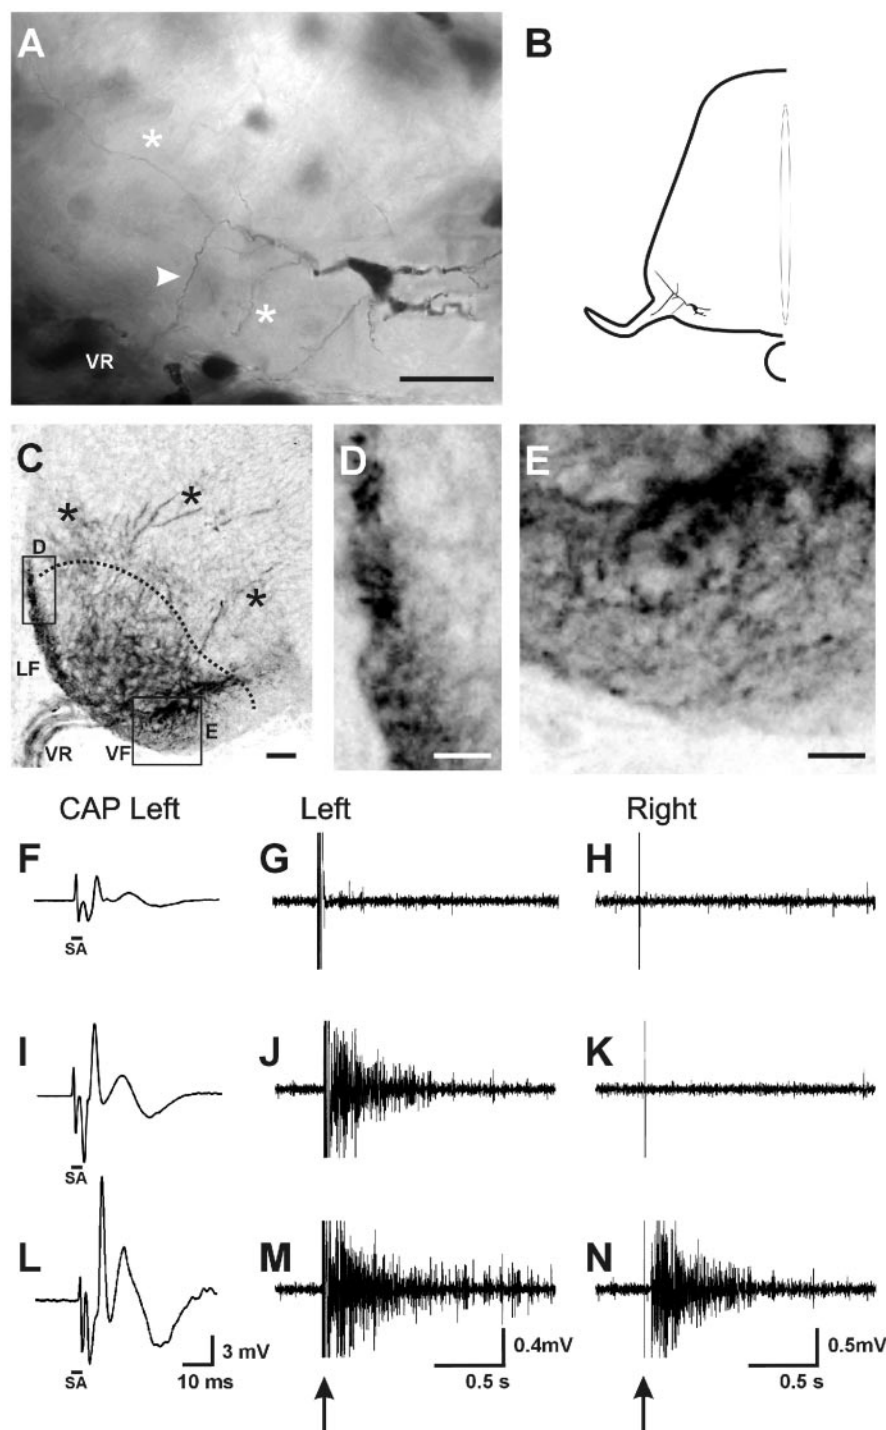 A
B
*
*
VR
C
D
E
*
*
*
D
LF
E
VR
VF
CAP Left
Left
Right
F
G
H
SA
I
J
K
SA
L
M
N
SA
3 mV
10 ms
0.4mV
0.5 s
0.5mV
0.5 s